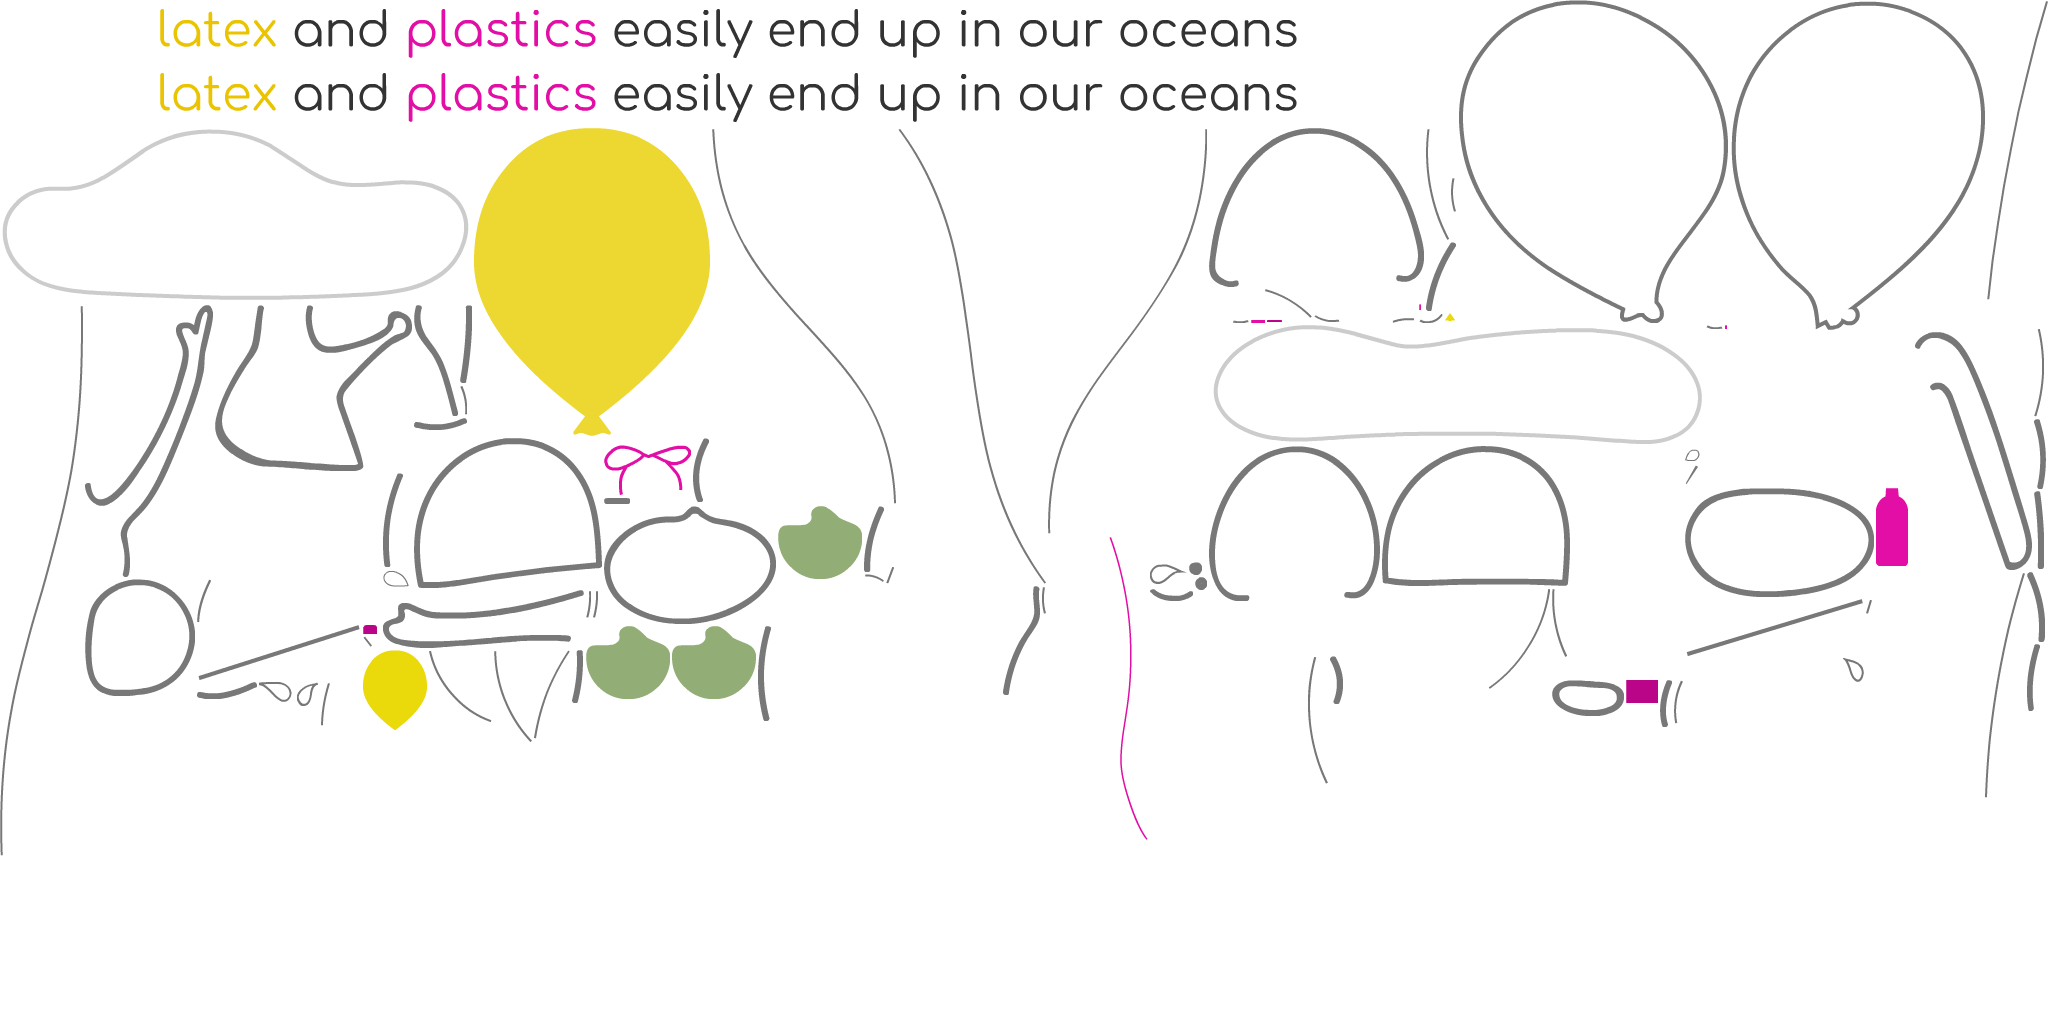 latex and plastics easily end up in our oceans
latex and plastics easily end up in our oceans